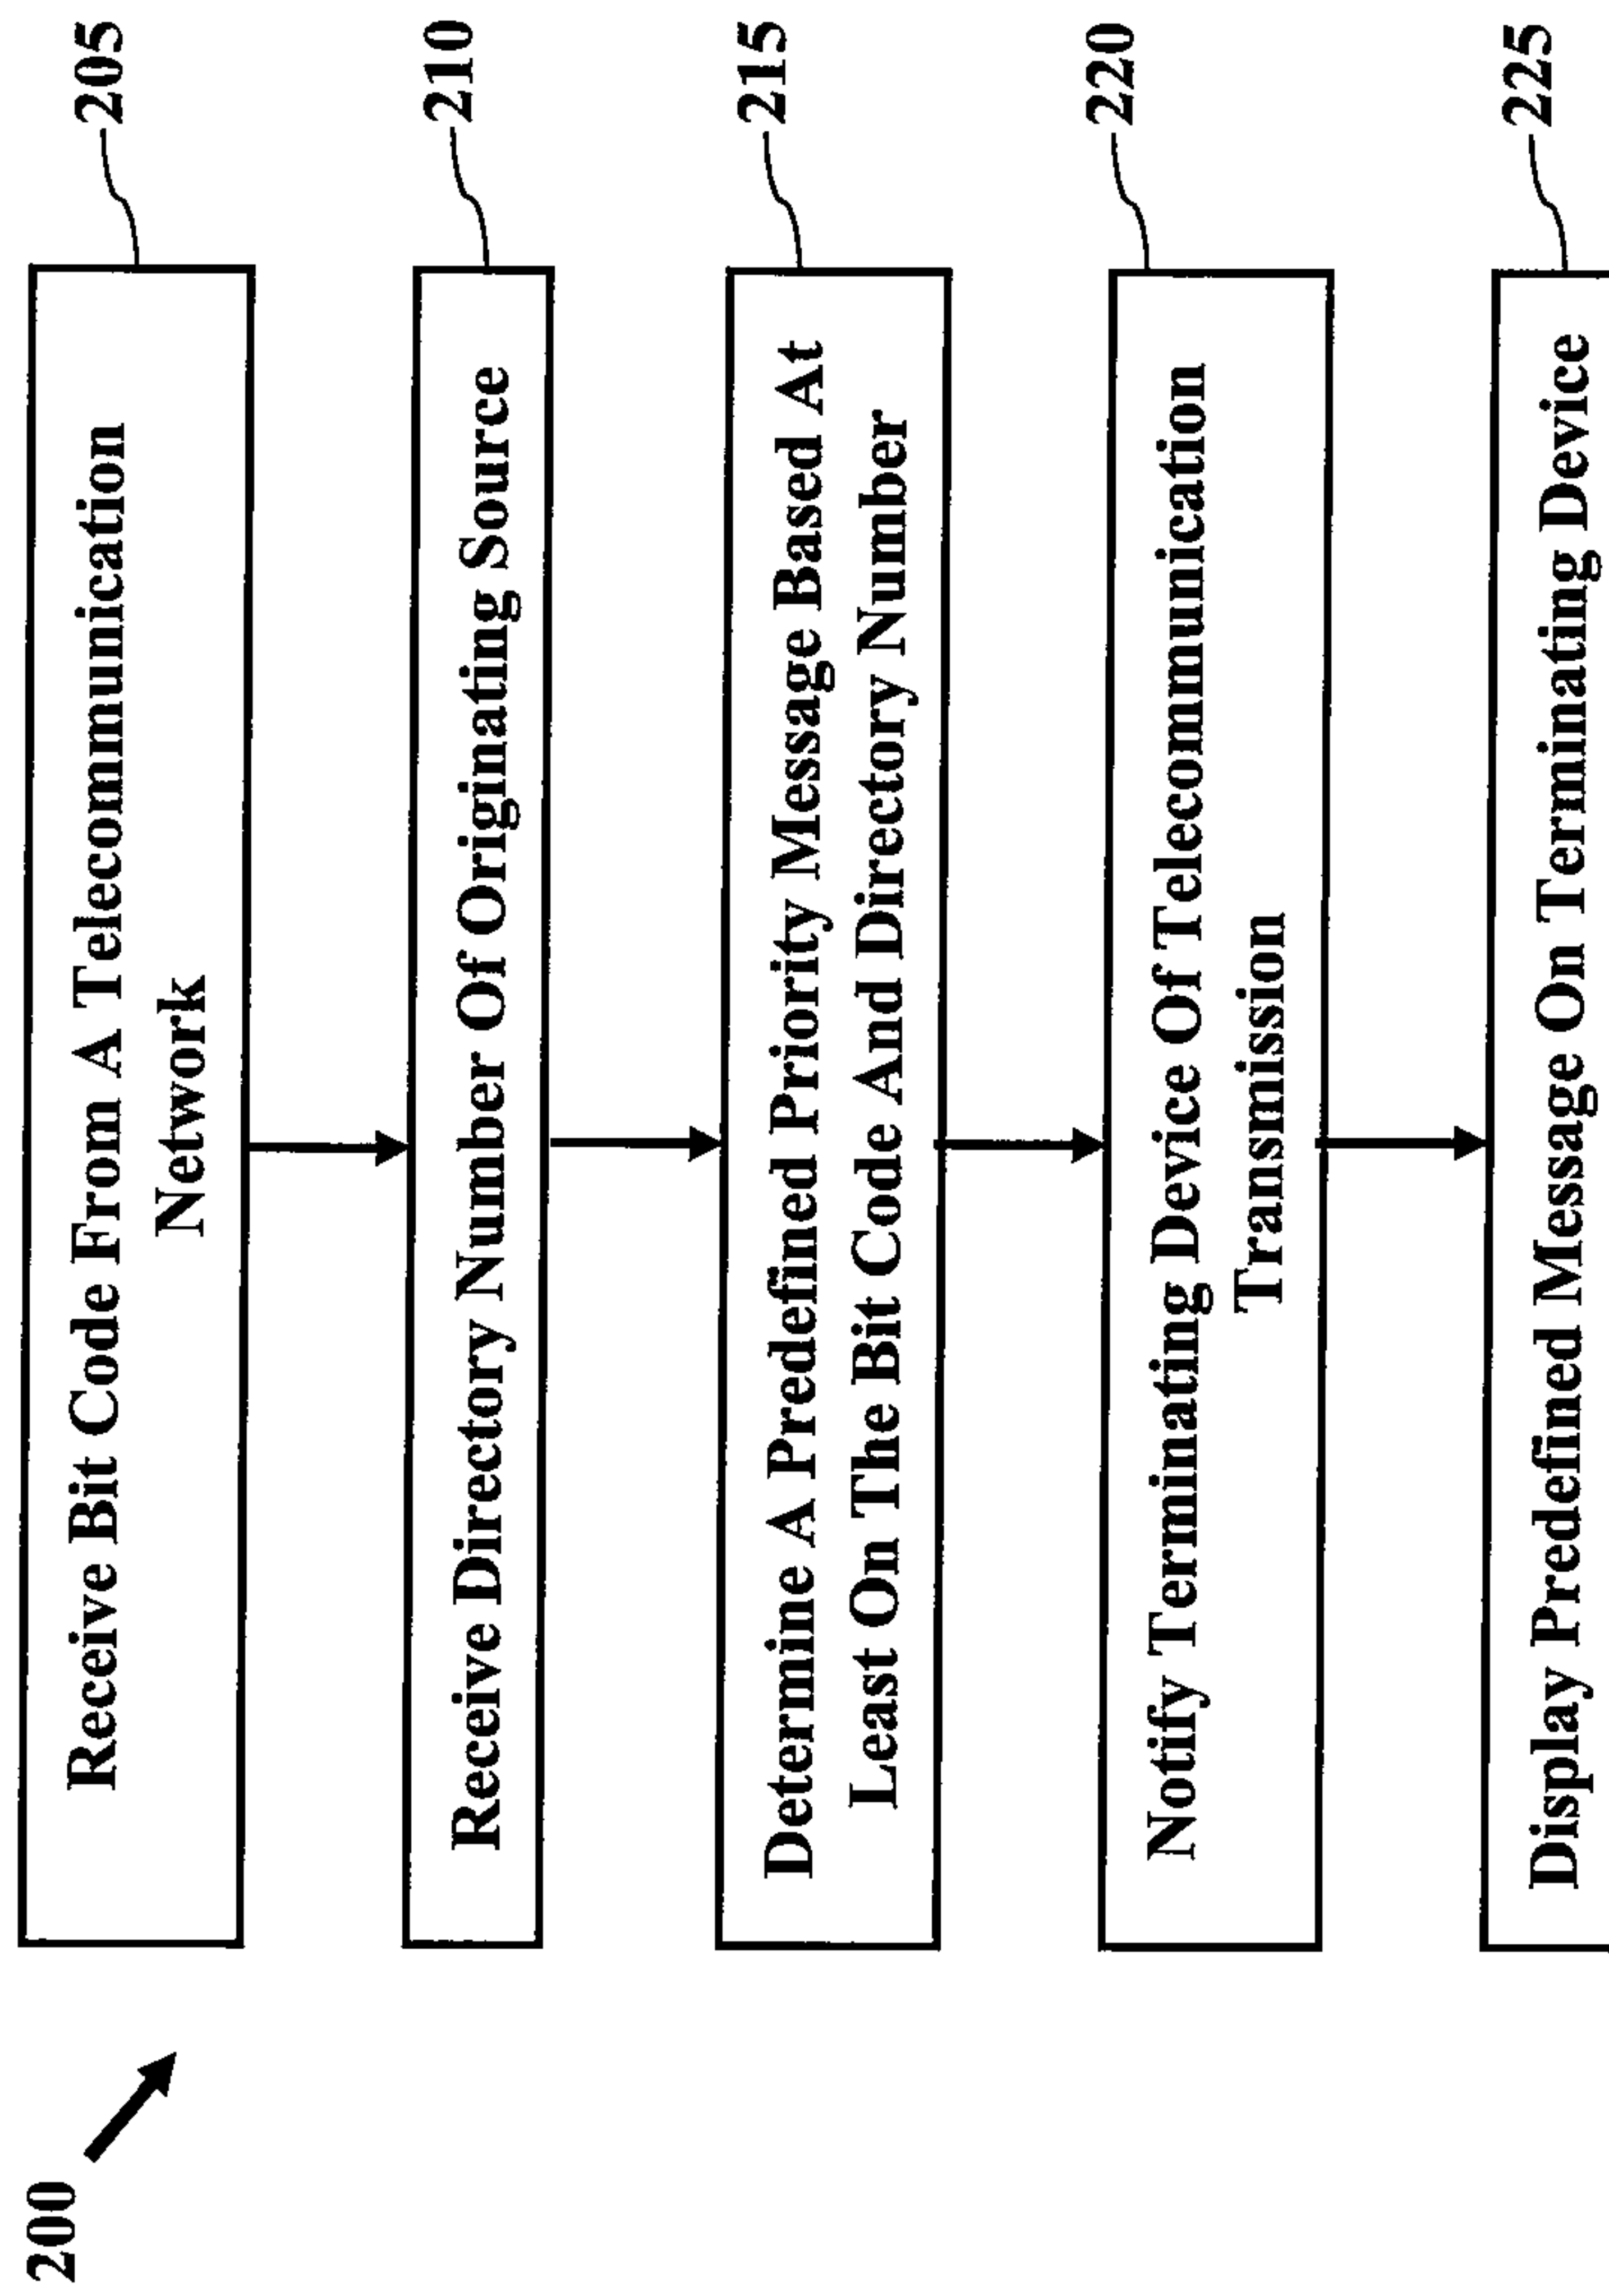 200
Receive Bit Code From A Telecommunication
Network
205
Receive Directory Number Of Originating Source
210
Determine A Predefined Priority Message Based At
Least On The Bit Code And Directory Number
215
Notify Terminating Device Of Telecommunication
Transmission
220
Display Predefined Message On Terminating Device
225